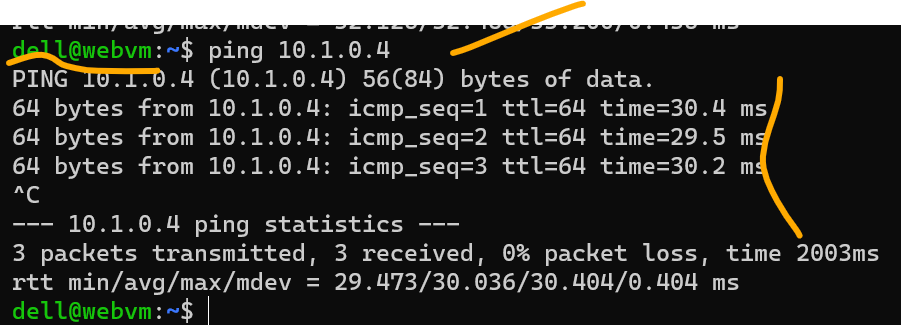 rtt min/avg/max/mdev = 32.128/32.488/33.200/0.438 ms
dell@webvm:~$ ping 10.1.0.4
PING 10.1.0.4 (10.1.0.4) 56(84) bytes of data.
64 bytes from 10.1.0.4: icmp_seq=1 ttl=64 time=30.4 ms
64 bytes from 10.1.0.4: icmp_seq=2 ttl=64 time=29.5 ms
64 bytes from 10.1.0.4: icmp_seq=3 ttl=64 time=30.2 ms
^C
--- 10.1.0.4 ping statistics ---
3 packets transmitted, 3 received, 0% packet loss, time 2003ms
rtt min/avg/max/mdev = 29.473/30.036/30.404/0.404 ms
dell@webvm:~$